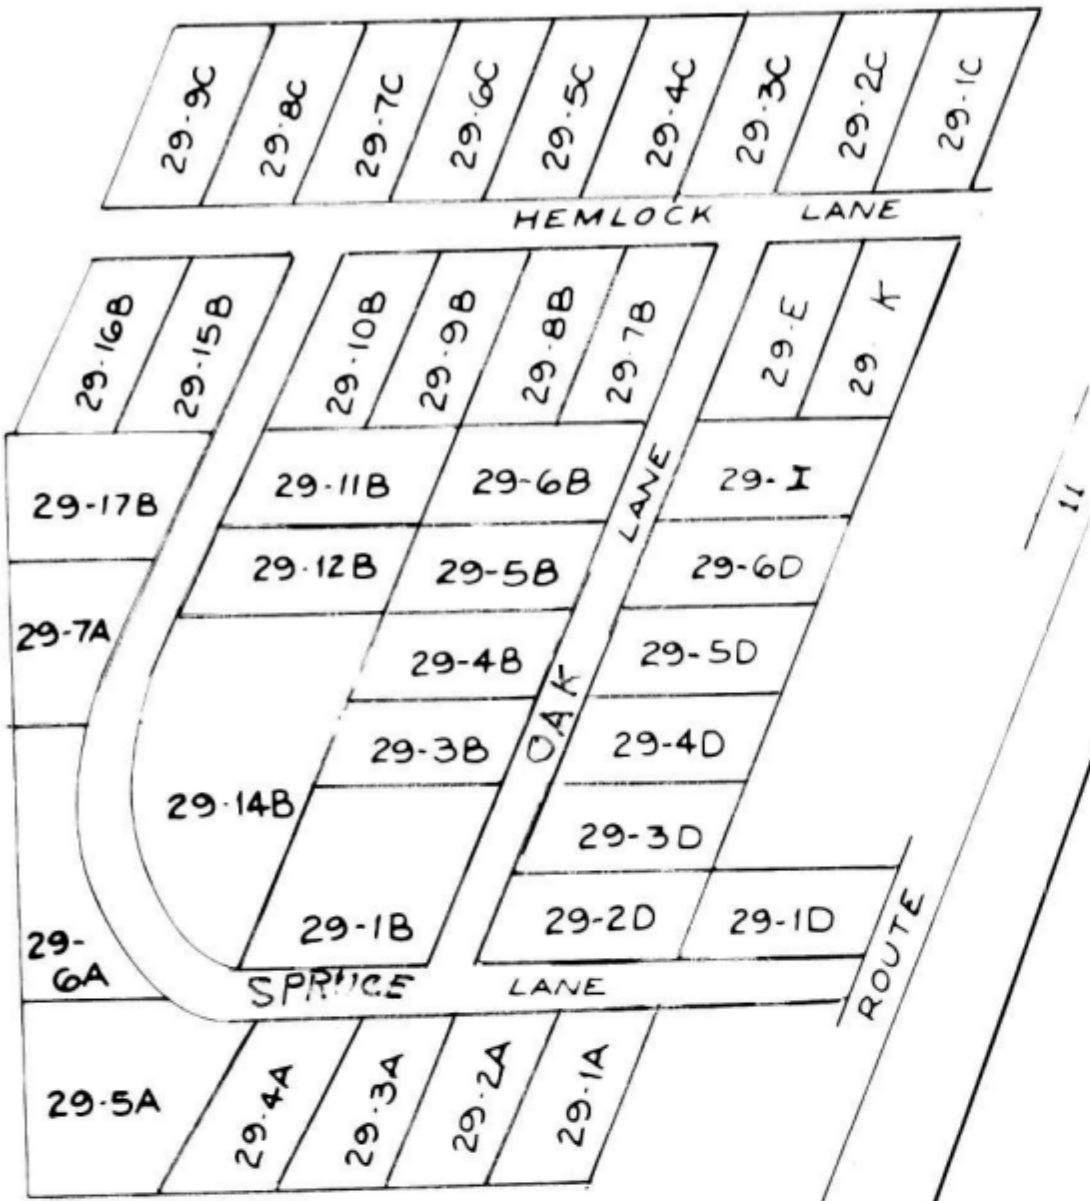 29-9C
29-8C
29-7C
29-6C
29-5C
29-4C
29-3C
29-2C
29-1C
HEMLOCK LANE
29-16B
29-15B
29-10B
29-9B
29-8B
29-7B
29-E
29 K
29-17B
29-11B
29-6B
LANE
29-I
11
29-12B
29-5B
29-6D
29-7A
29-4B
29-5D
OAK
29-3B
29-4D
29-14B
29-3D
29-1B
29-2D
29-1D
ROUTE
29-
6A
SPRUCE LANE
29-5A
29-4A
29-3A
29-2A
29-1A